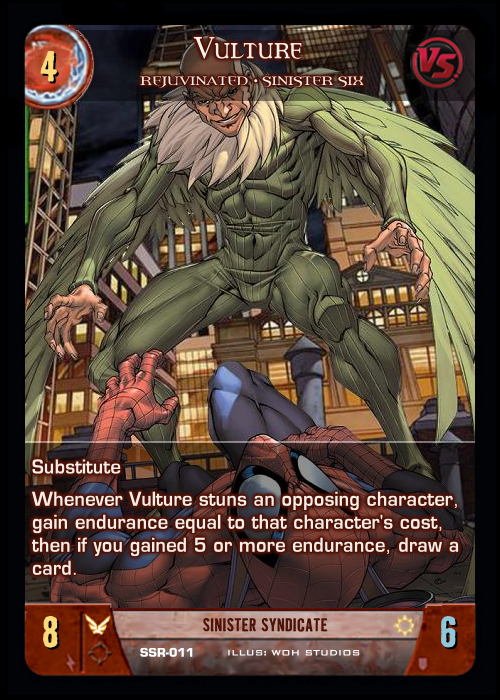 4
VULTURE
VS
REJUVINATED • SINISTER SIX
Substitute
Whenever Vulture stuns an opposing character,
gain endurance equal to that character's cost,
then if you gained 5 or more endurance, draw a
card.
8
SINISTER SYNDICATE
6
SSR-011 ILLUS: WOH STUDIOS